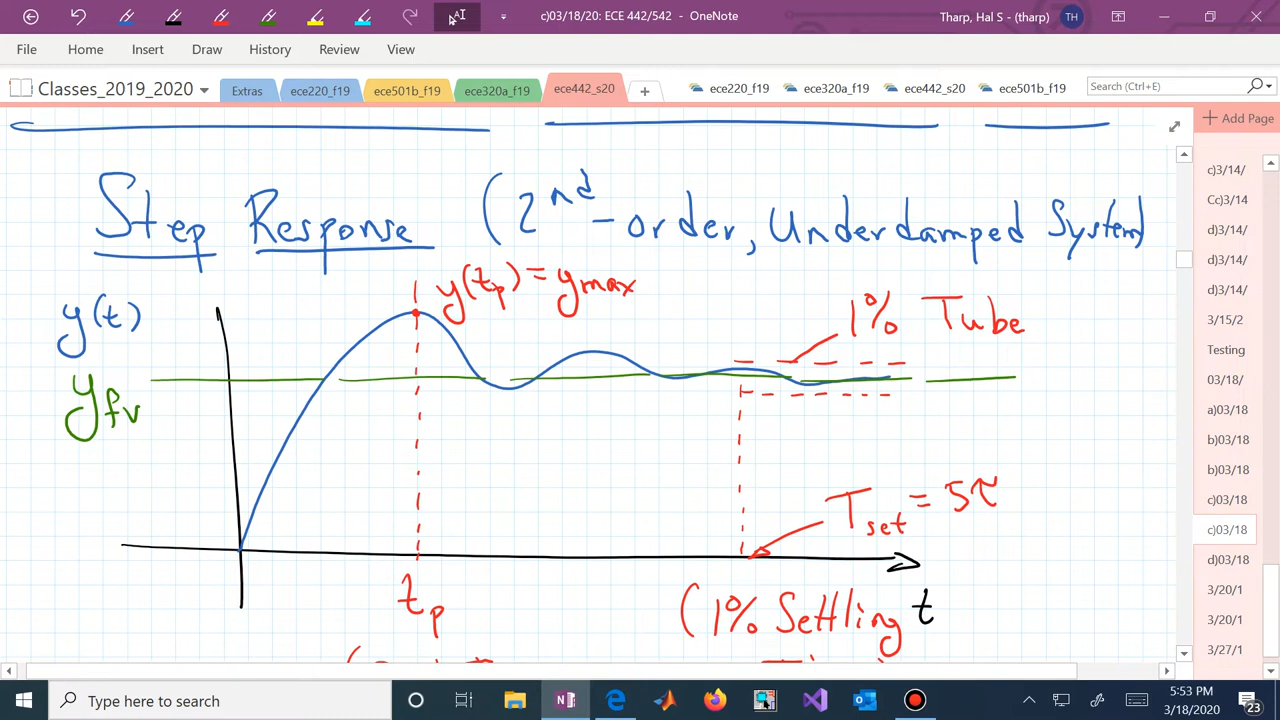 c)03/18/20: ECE 442/542 - OneNote
Tharp, Hal S - (tharp)
TH
File Home Insert Draw History Review View
Classes_2019_2020
Extras ece220_f19 ece501b_f19 ece320a_f19 ece442_s20
ece220_f19 ece320a_f19 ece442_s20 ece501b_f19
Search (Ctrl+E)
Add Page
Step Response (2nd-order, Underdamped System)
y(tp) = ymax
y(t)
1% Tube
yfv
Tset = 5τ
tp
(1% Settling
t
c)3/14/
Cc)3/14
d)3/14/
d)3/14/
d)3/14/
3/15/2
Testing
03/18/
a)03/18
b)03/18
b)03/18
c)03/18
c)03/18
d)03/18
3/20/1
3/20/1
3/27/1
Type here to search
5:53 PM
3/18/2020
23